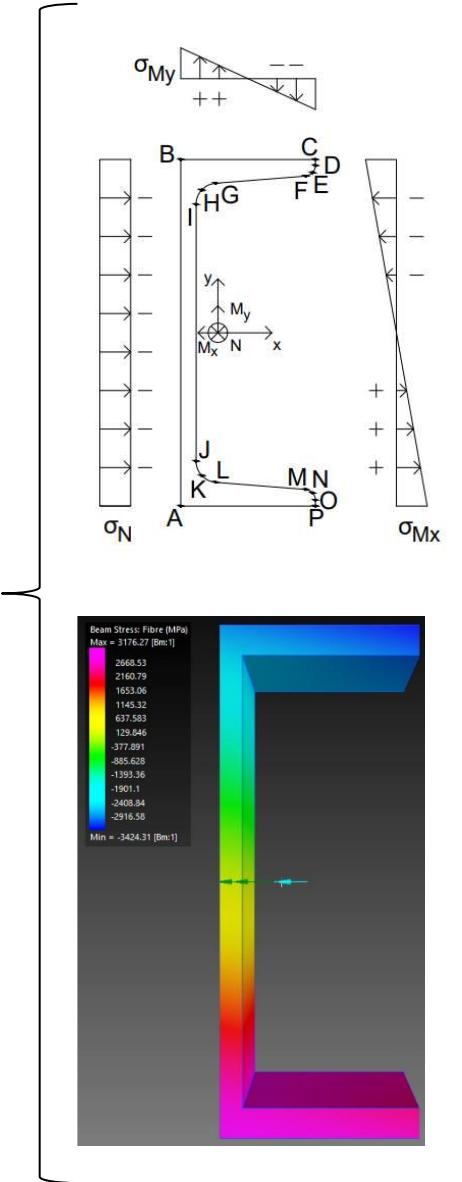 σMy
+ +
− −
B
C
D
E
F
G
H
I
−
−
−
−
−
−
−
−
−
−
−
y
My
Mx
N
x
+
+
+
J
K
L
M
N
O
A
P
σN
σMx
Beam Stress: Fibre (MPa)
Max = 3176.27 [Bm:1]
2668.53
2160.79
1653.06
1145.32
637.583
129.846
-377.891
-885.628
-1393.36
-1901.1
-2408.84
-2916.58
Min = -3424.31 [Bm:1]